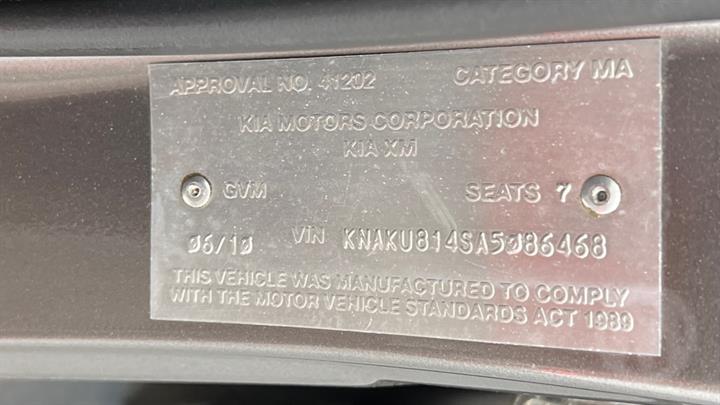 APPROVAL NO. 41202 CATEGORY MA
KIA MOTORS CORPORATION
KIA XM
GVM SEATS 7
06/10 VIN KNAKU814SA5086468
THIS VEHICLE WAS MANUFACTURED TO COMPLY
WITH THE MOTOR VEHICLE STANDARDS ACT 1989